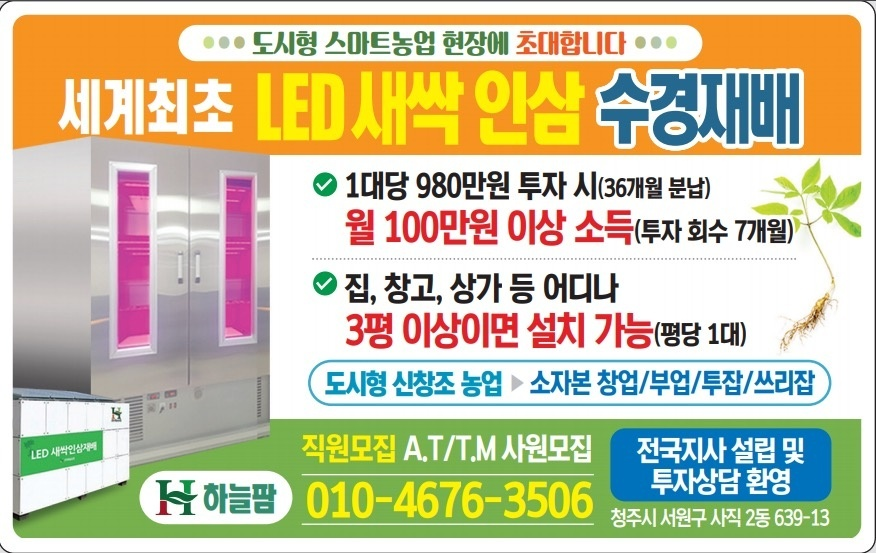 도시형 스마트농업 현장에 초대합니다
세계최초 LED 새싹 인삼 수경재배
1대당 980만원 투자 시(36개월 분납)
월 100만원 이상 소득(투자 회수 7개월)
집, 창고, 상가 등 어디나
3평 이상이면 설치 가능(평당 1대)
도시형 신창조 농업 ▶ 소자본 창업/부업/투잡/쓰리잡
LED 새싹인삼재배
하늘팜
직원모집 A.T/T.M 사원모집
010-4676-3506
전국지사 설립 및
투자상담 환영
청주시 서원구 사직 2동 639-13